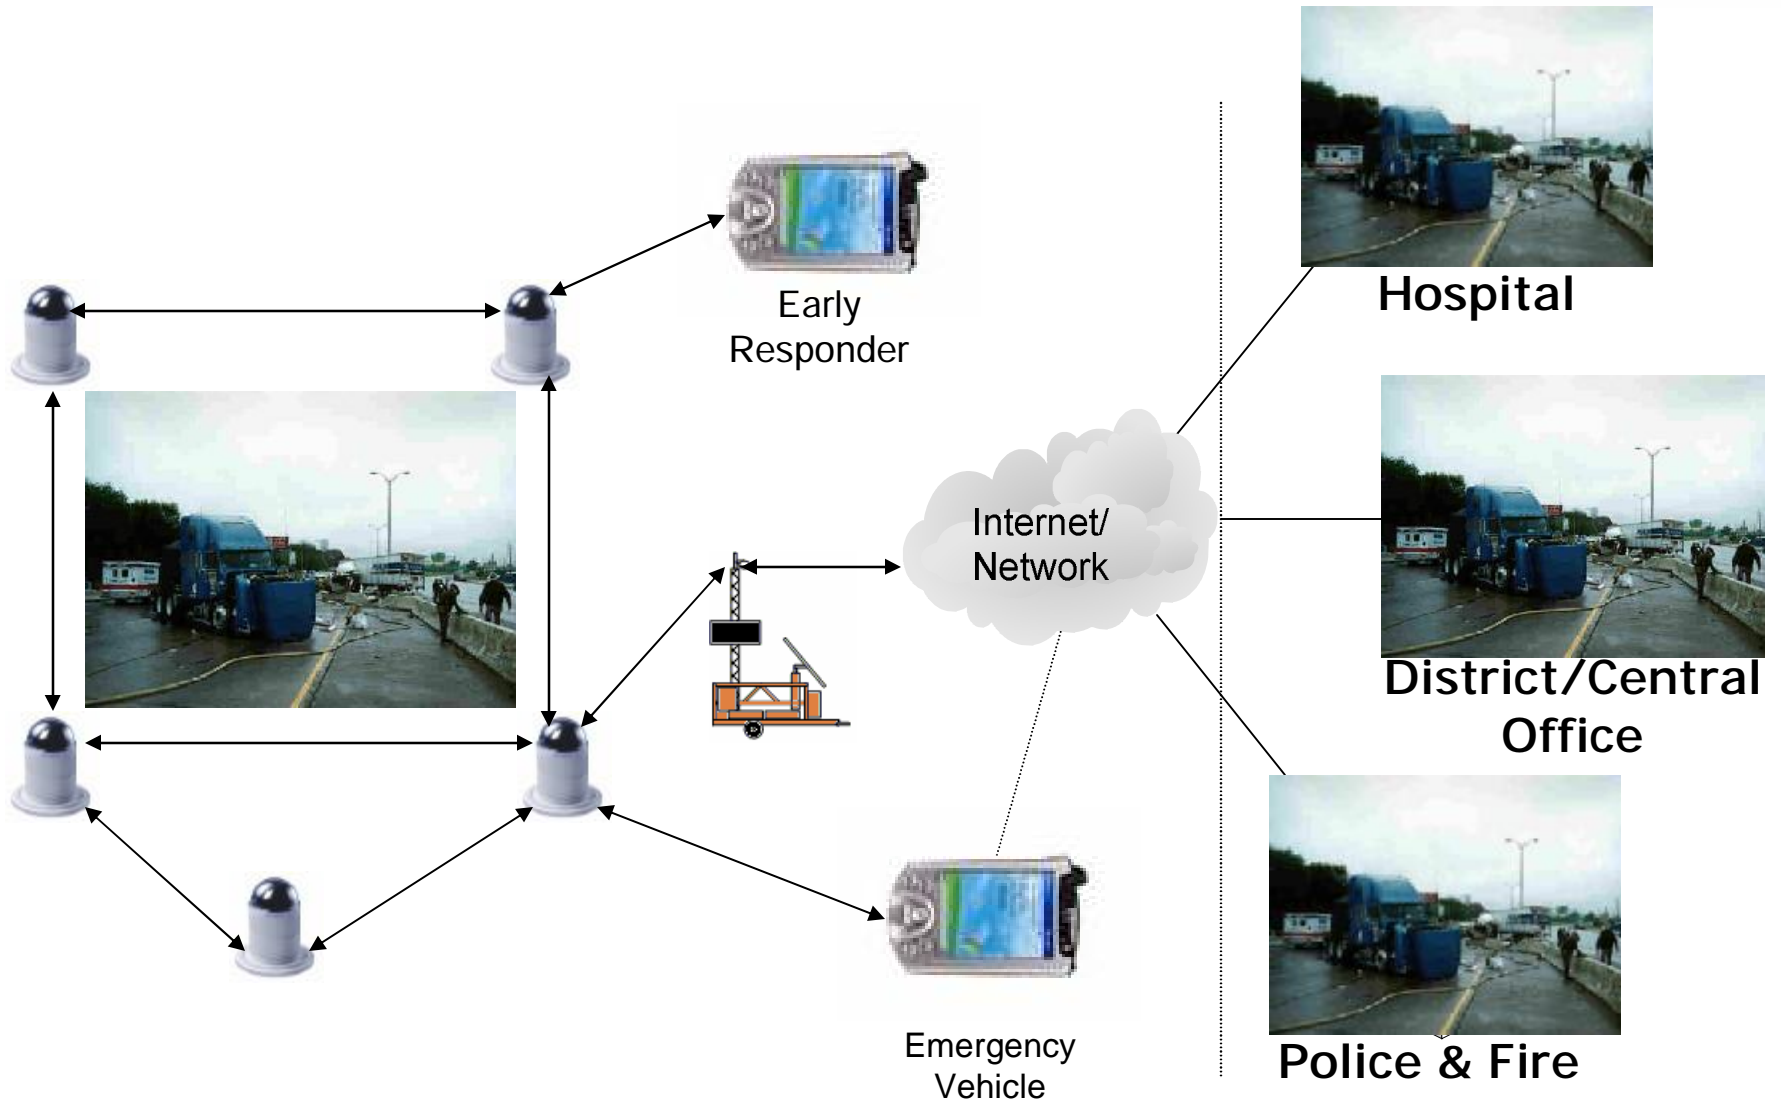 Early
Responder
Hospital
Internet/
Network
District/Central
Office
Emergency
Vehicle
Police & Fire